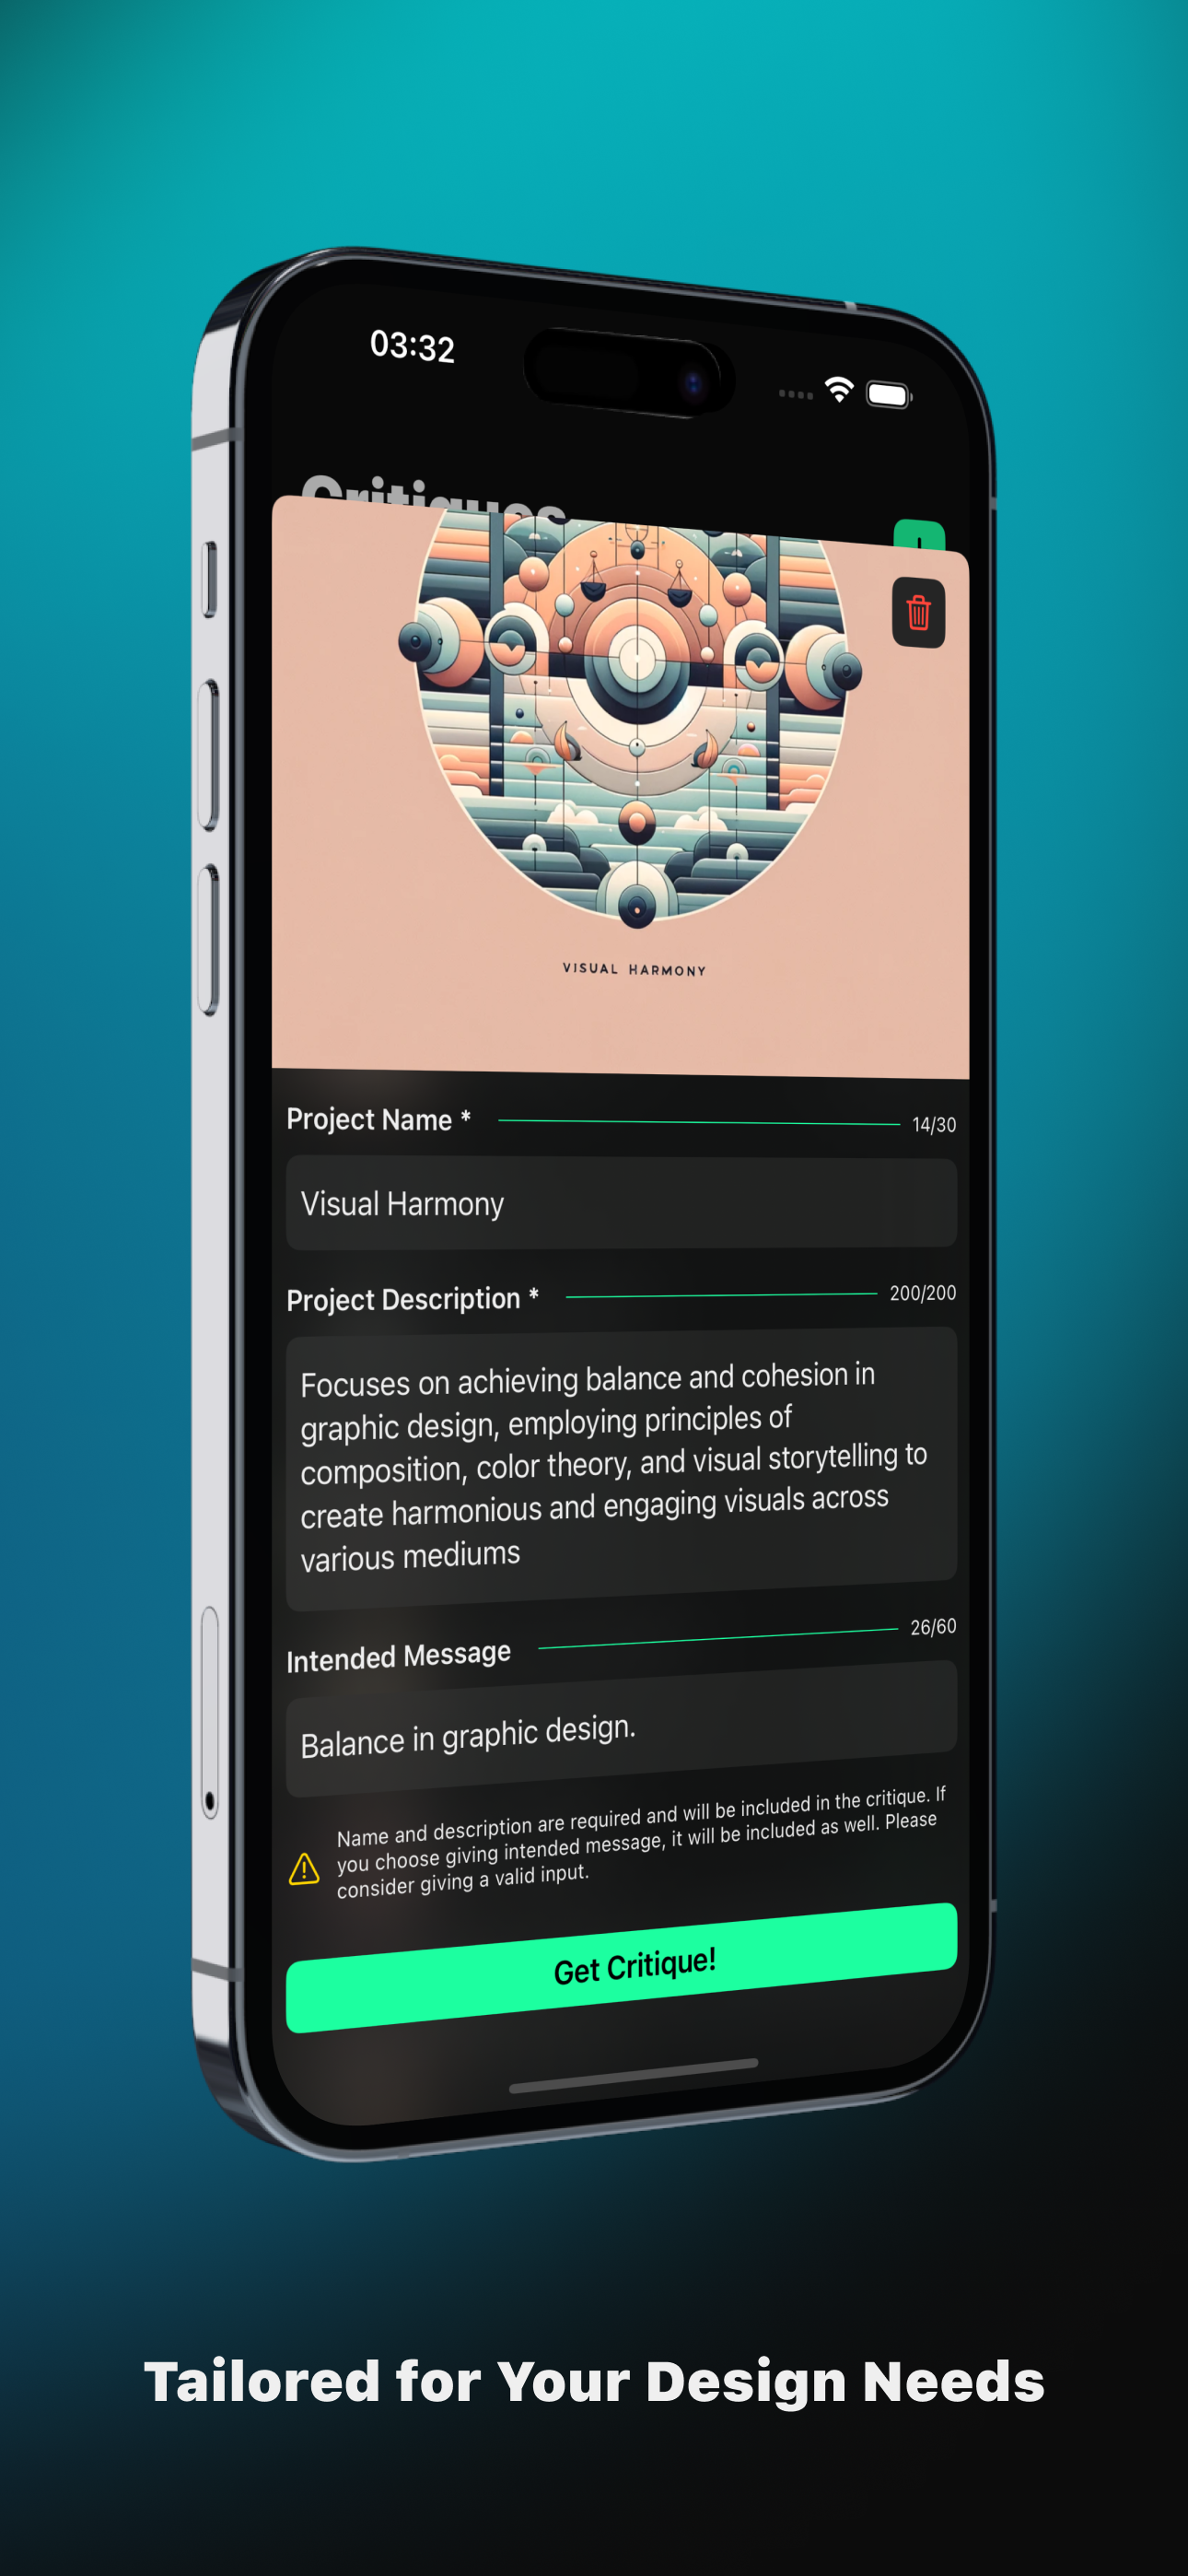 03:32
Critiques
VISUAL HARMONY
Project Name *
14/30
Visual Harmony
Project Description *
200/200
Focuses on achieving balance and cohesion in
graphic design, employing principles of
composition, color theory, and visual storytelling to
create harmonious and engaging visuals across
various mediums
Intended Message
26/60
Balance in graphic design.
Name and description are required and will be included in the critique. If
you choose giving intended message, it will be included as well. Please
consider giving a valid input.
Get Critique!
Tailored for Your Design Needs